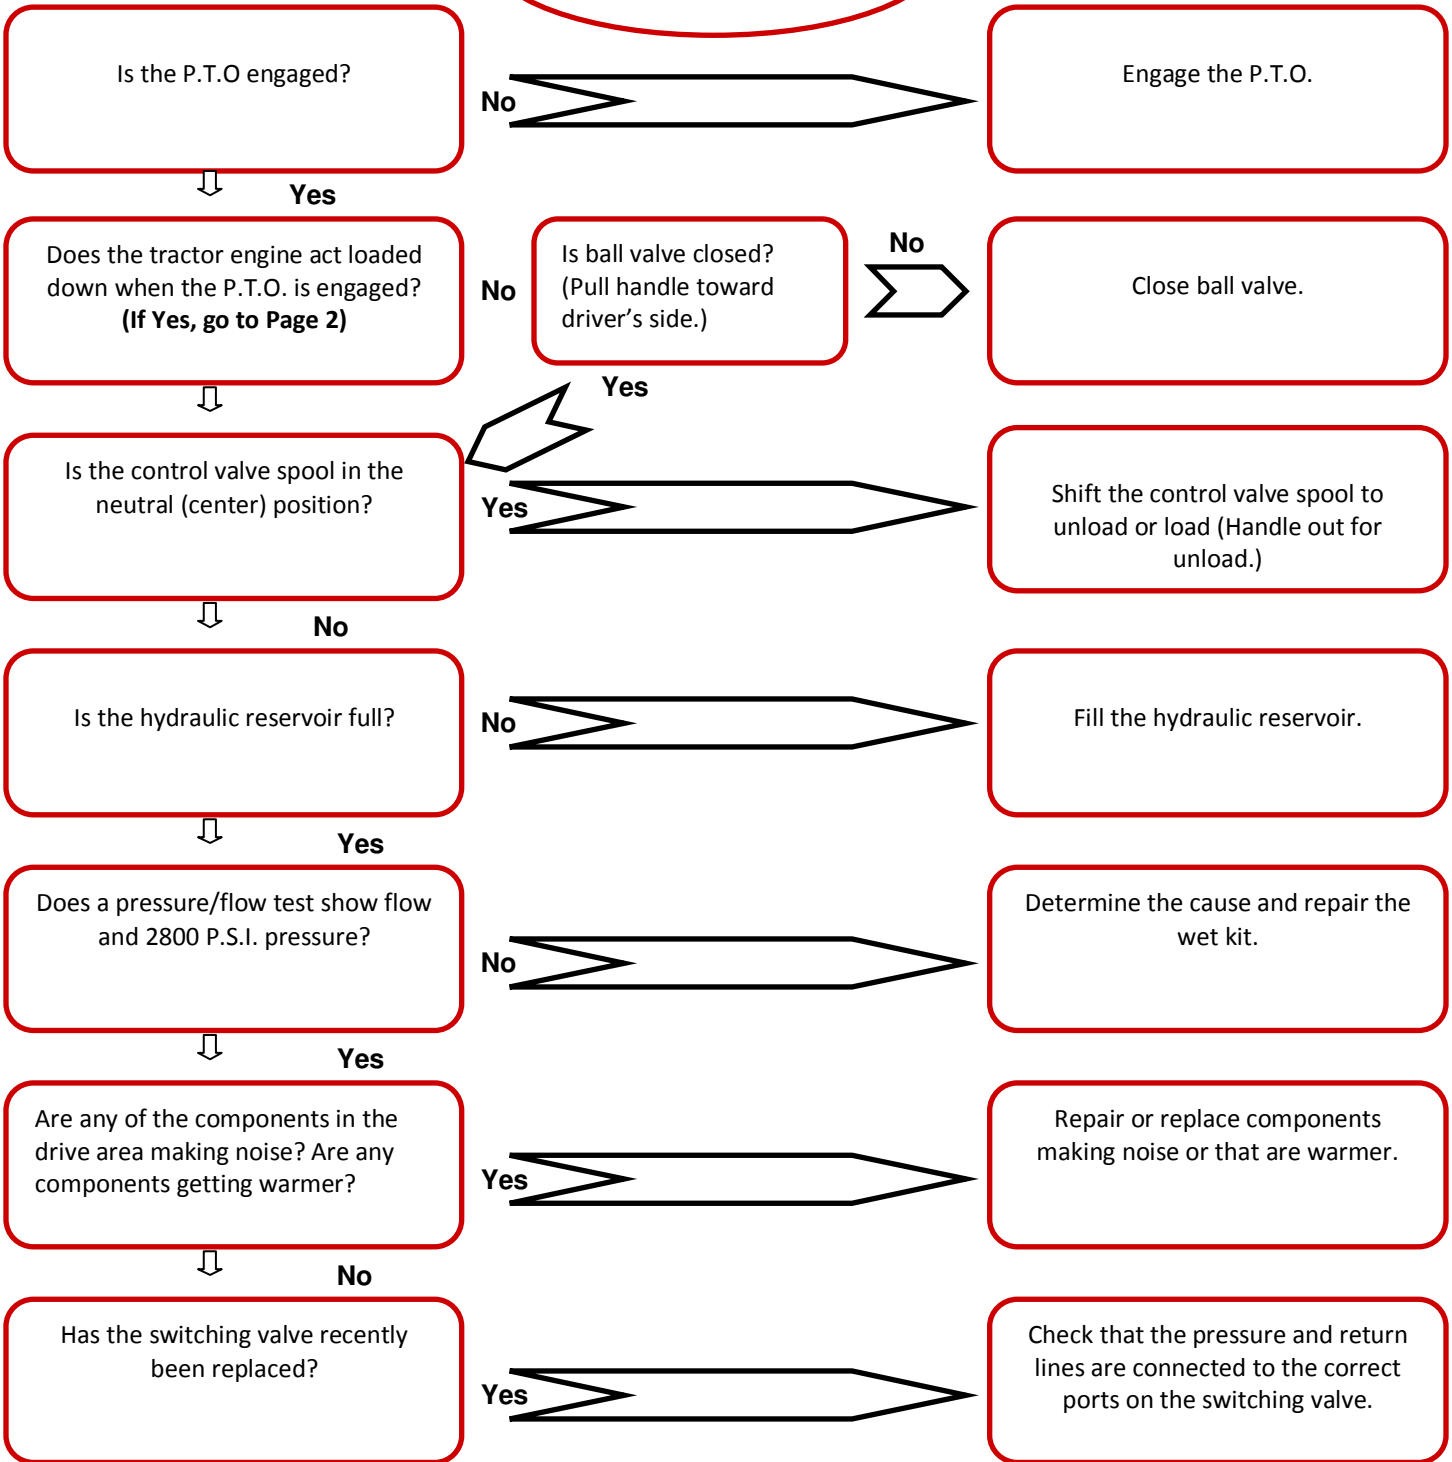 Is the P.T.O engaged?
No
Engage the P.T.O.
Yes
Does the tractor engine act loaded
down when the P.T.O. is engaged?
(If Yes, go to Page 2)
No
Is ball valve closed?
(Pull handle toward
driver’s side.)
No
Close ball valve.
Yes
Is the control valve spool in the
neutral (center) position?
Yes
Shift the control valve spool to
unload or load (Handle out for
unload.)
No
Is the hydraulic reservoir full?
No
Fill the hydraulic reservoir.
Yes
Does a pressure/flow test show flow
and 2800 P.S.I. pressure?
No
Determine the cause and repair the
wet kit.
Yes
Are any of the components in the
drive area making noise? Are any
components getting warmer?
Yes
Repair or replace components
making noise or that are warmer.
No
Has the switching valve recently
been replaced?
Yes
Check that the pressure and return
lines are connected to the correct
ports on the switching valve.